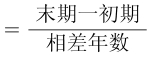 = 末期一初期
相差年数